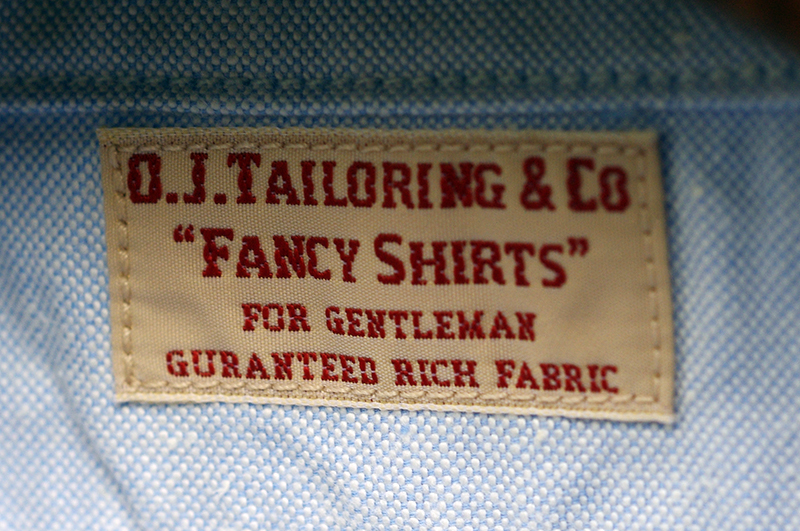 O.J.TAILORING & CO
“FANCY SHIRTS”
FOR GENTLEMAN
GURANTEED RICH FABRIC